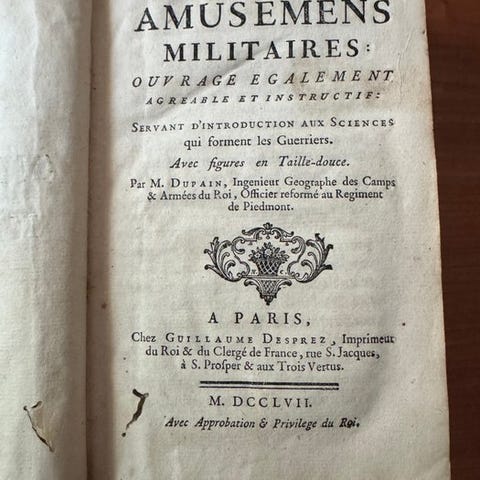 AMUSEMENS
MILITAIRES:
OUVRAGE EGALEMENT
AGREABLE ET INSTRUCTIF:
SERVANT D'INTRODUCTION AUX SCIENCES
qui forment les Guerriers.
Avec figures en Taille-douce.
Par M. DUPAIN, Ingenieur Geographe des Camps
& Armées du Roi, Officier reformé au Regiment
de Piedmont.
A PARIS,
Chez GUILLAUME DESPREZ, Imprimeur
du Roi & du Clergé de France, rue S. Jacques,
à S. Prosper & aux Trois Vertus.
M. DCCLVII.
Avec Approbation & Privilege du Roi.